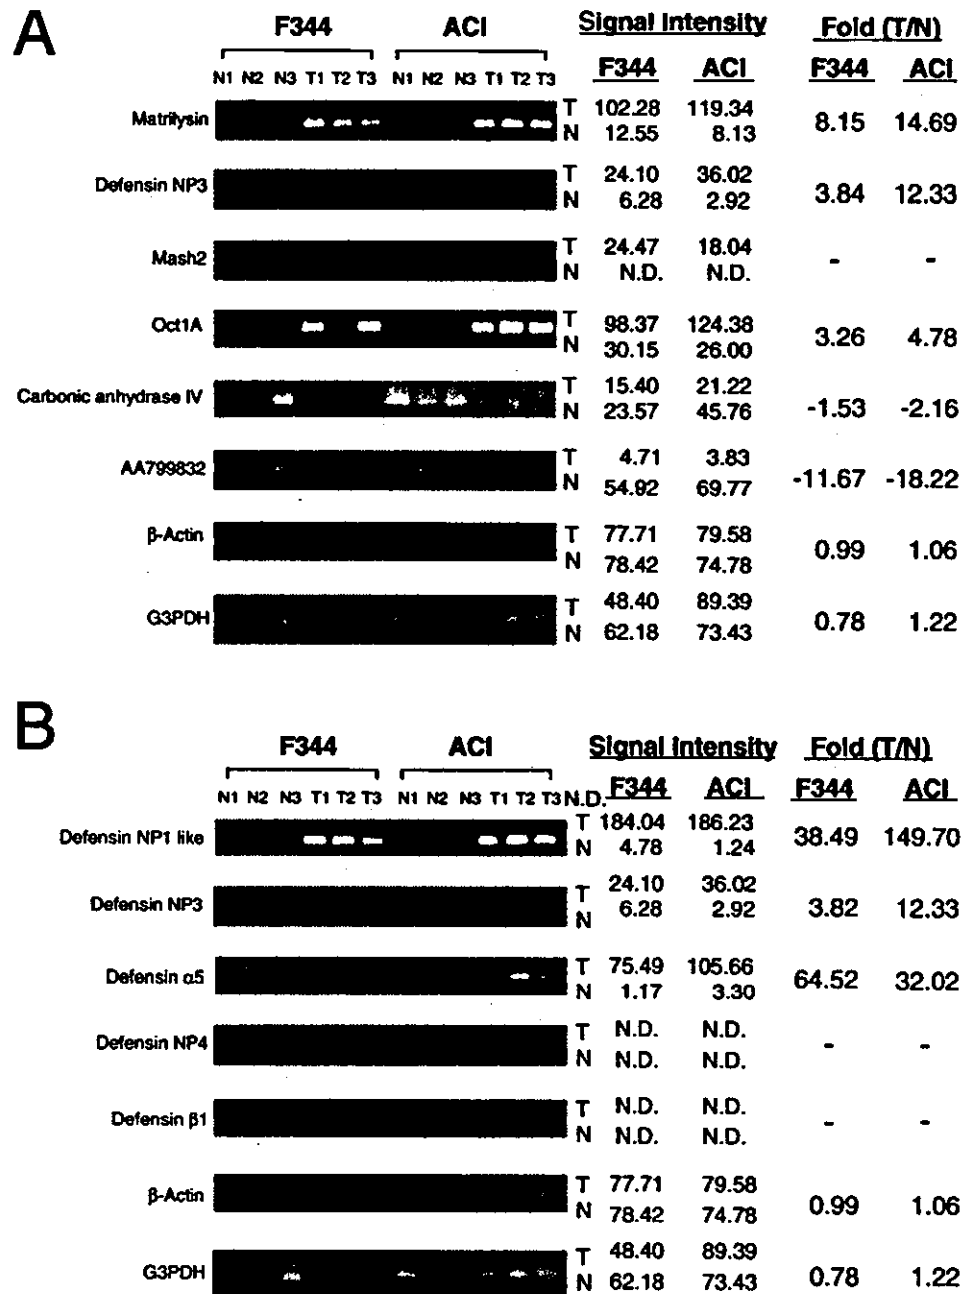 A
F344 ACI Signal Intensity Fold (T/N)
N1 N2 N3 T1 T2 T3 N1 N2 N3 T1 T2 T3 F344 ACI F344 ACI
Matrilysin T 102.28 119.34 8.15 14.69
N 12.55 8.13
Defensin NP3 T 24.10 36.02 3.84 12.33
N 6.28 2.92
Mash2 T 24.47 18.04 - -
N N.D. N.D.
Oct1A T 98.37 124.38 3.26 4.78
N 30.15 26.00
Carbonic anhydrase IV T 15.40 21.22 -1.53 -2.16
N 23.57 45.76
AA799832 T 4.71 3.83 -11.67 -18.22
N 54.92 69.77
β-Actin T 77.71 79.58 0.99 1.06
N 78.42 74.78
G3PDH T 48.40 89.39 0.78 1.22
N 62.18 73.43
B
F344 ACI Signal Intensity Fold (T/N)
N1 N2 N3 T1 T2 T3 N1 N2 N3 T1 T2 T3 N.D. F344 ACI F344 ACI
Defensin NP1 like T 184.04 186.23 38.49 149.70
N 4.78 1.24
Defensin NP3 T 24.10 36.02 3.82 12.33
N 6.28 2.92
Defensin α5 T 75.49 105.66 64.52 32.02
N 1.17 3.30
Defensin NP4 T N.D. N.D. - -
N N.D. N.D.
Defensin β1 T N.D. N.D. - -
N N.D. N.D.
β-Actin T 77.71 79.58 0.99 1.06
N 78.42 74.78
G3PDH T 48.40 89.39 0.78 1.22
N 62.18 73.43